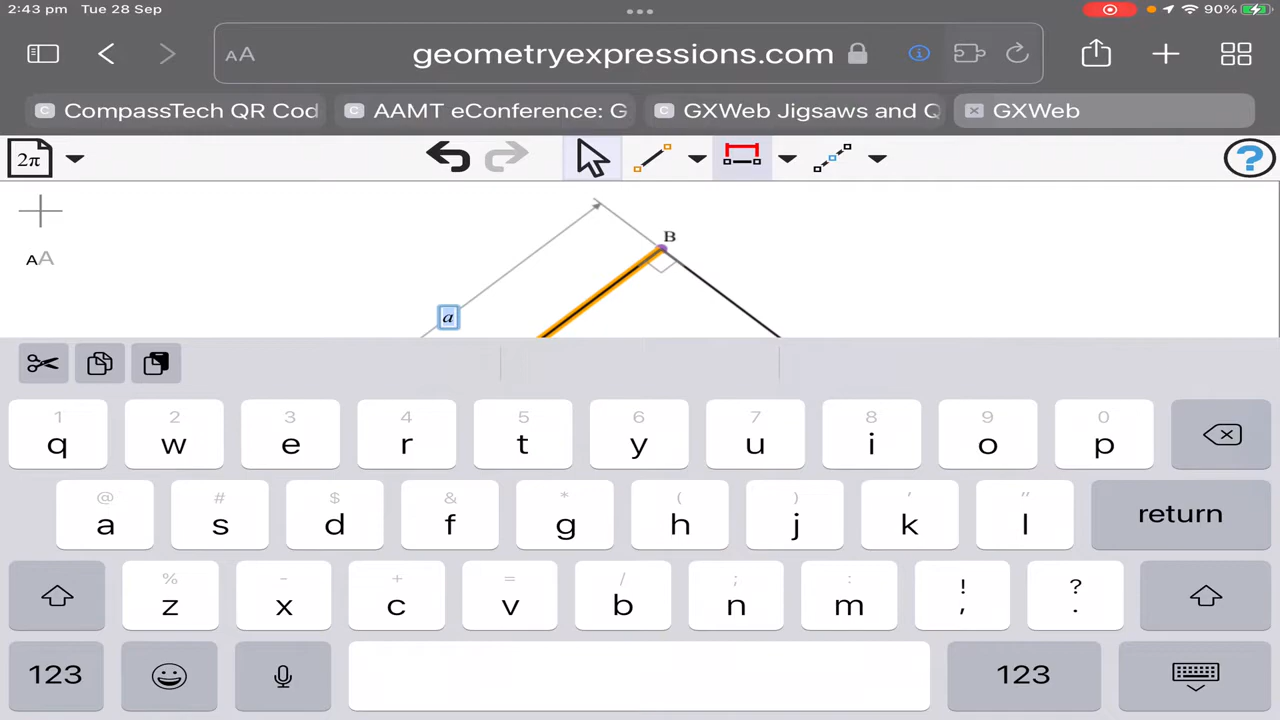 2:43 pm Tue 28 Sep
90%
AA geometryexpressions.com
CompassTech QR Cod
AAMT eConference: G
GXWeb Jigsaws and Q
GXWeb
2π
?
AA
B
a
1 2 3 4 5 6 7 8 9 0
q w e r t y u i o p
@ # $ & * ( ) ' "
a s d f g h j k l return
% - + = / ; : ! ?
z x c v b n m , .
123 123